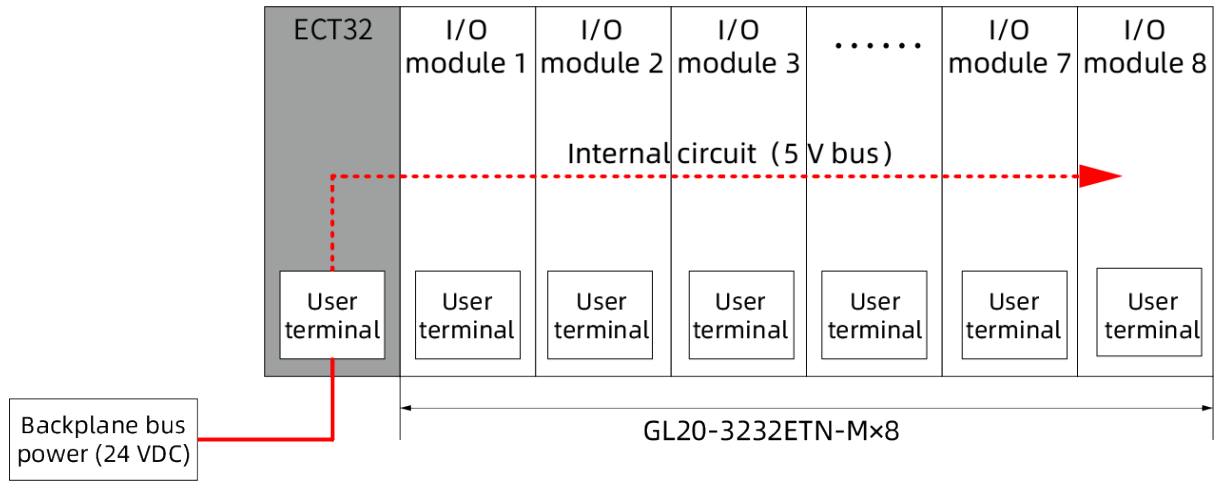 ECT32
I/O
module 1
I/O
module 2
I/O
module 3
......
I/O
module 7
I/O
module 8
Internal circuit (5 V bus)
User
terminal
User
terminal
User
terminal
User
terminal
User
terminal
User
terminal
User
terminal
Backplane bus
power (24 VDC)
GL20-3232ETN-M×8